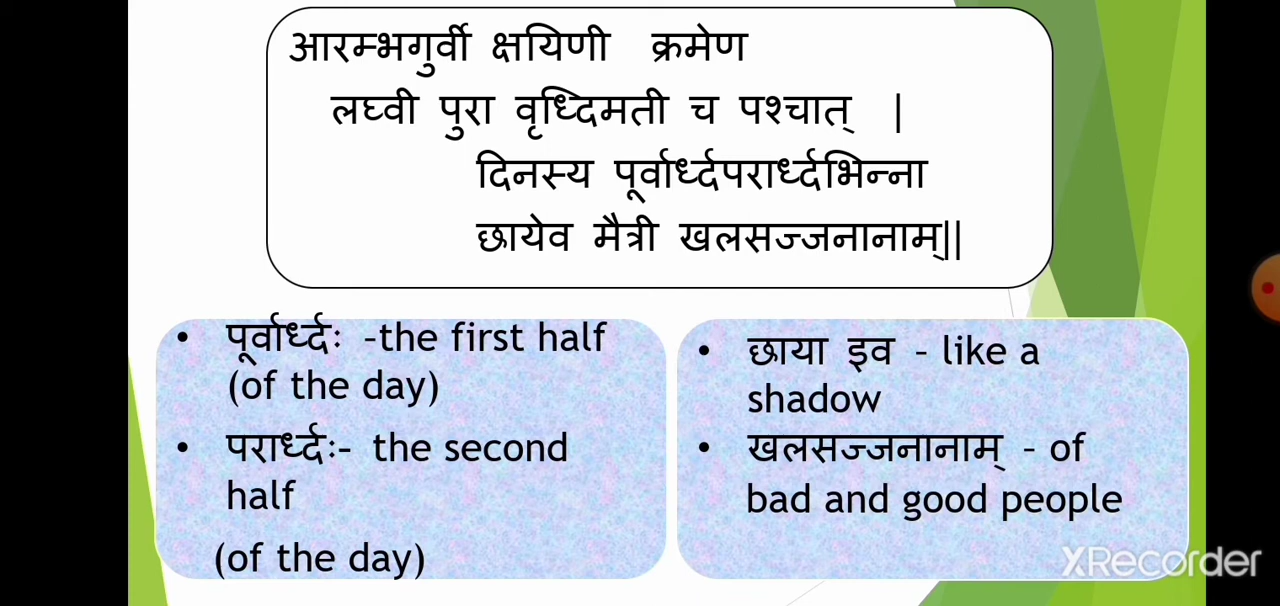 आरम्भगुर्वी क्षयिणी क्रमेण
लघ्वी पुरा वृध्दिमती च पश्चात् |
दिनस्य पूर्वार्ध्दपरार्ध्दभिन्ना
छायेव मैत्री खलसज्जनानाम्||
• पूर्वार्ध्दः -the first half
(of the day)
• परार्ध्दः- the second
half
(of the day)
• छाया इव - like a
shadow
• खलसज्जनानाम् - of
bad and good people
XRecorder